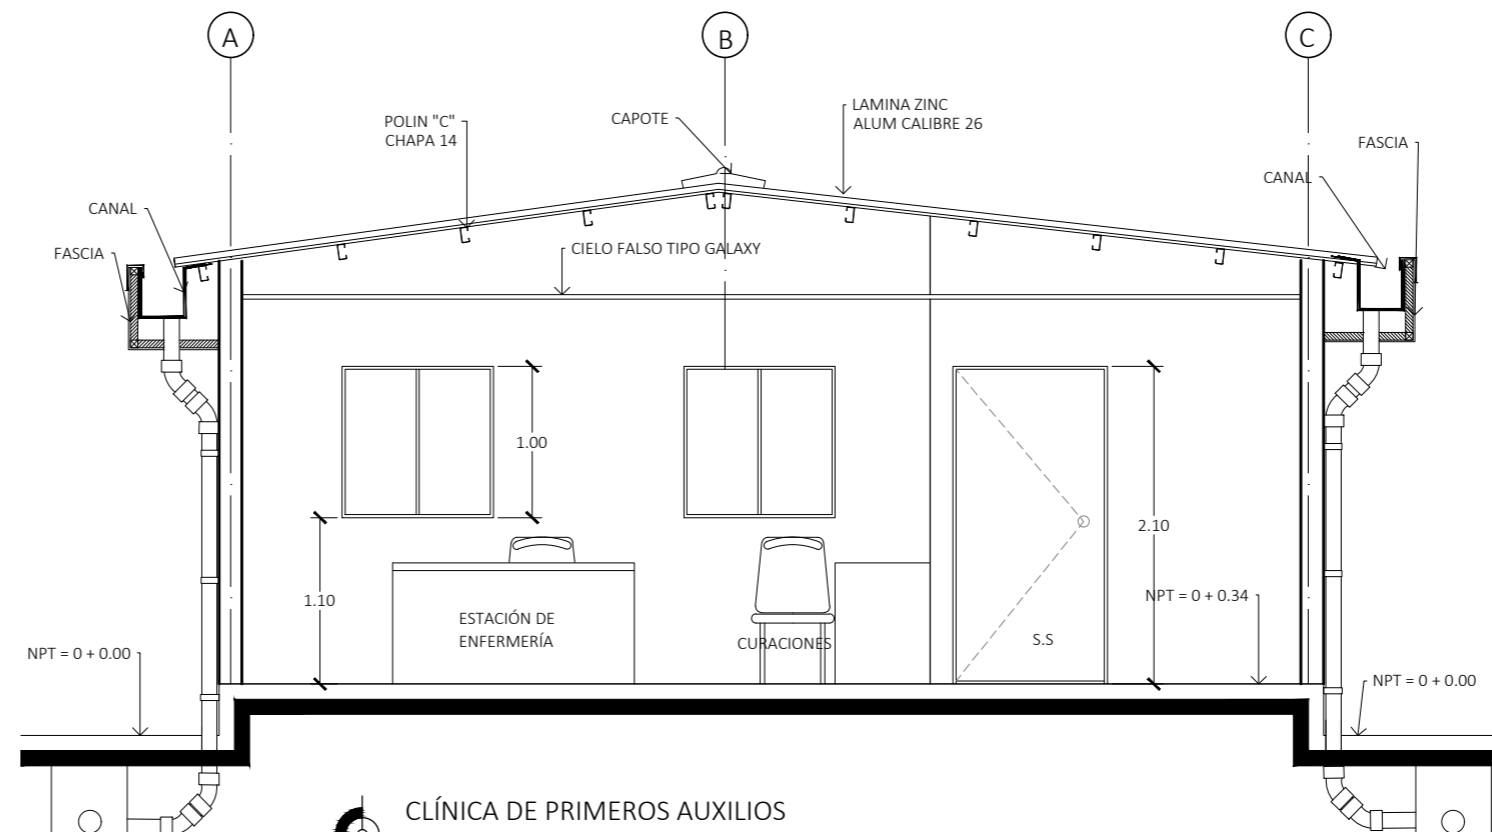 A
B
C
POLIN "C"
CHAPA 14
CAPOTE
LAMINA ZINC
ALUM CALIBRE 26
FASCIA
CANAL
CANAL
FASCIA
CIELO FALSO TIPO GALAXY
1.00
2.10
1.10
NPT = 0 + 0.34
ESTACIÓN DE
ENFERMERÍA
CURACIONES
S.S
NPT = 0 + 0.00
NPT = 0 + 0.00
CLÍNICA DE PRIMEROS AUXILIOS